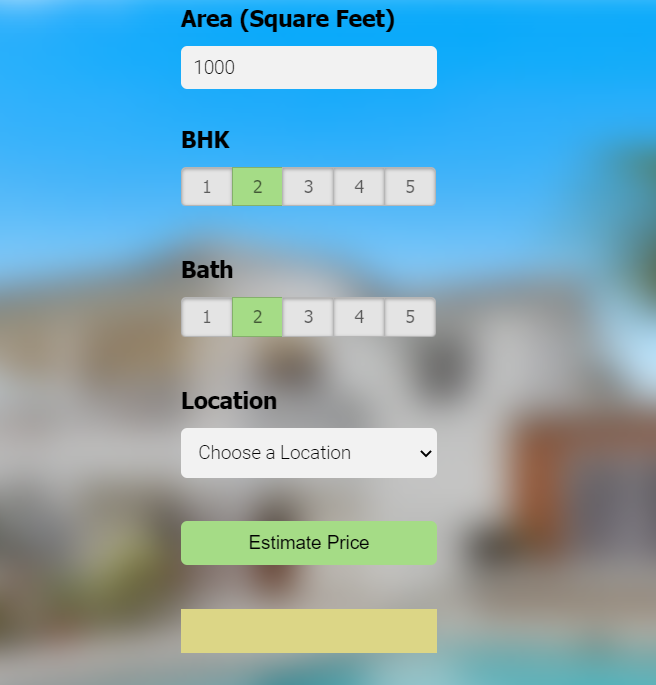 Area (Square Feet)
1000
BHK
1 2 3 4 5
Bath
1 2 3 4 5
Location
Choose a Location
Estimate Price